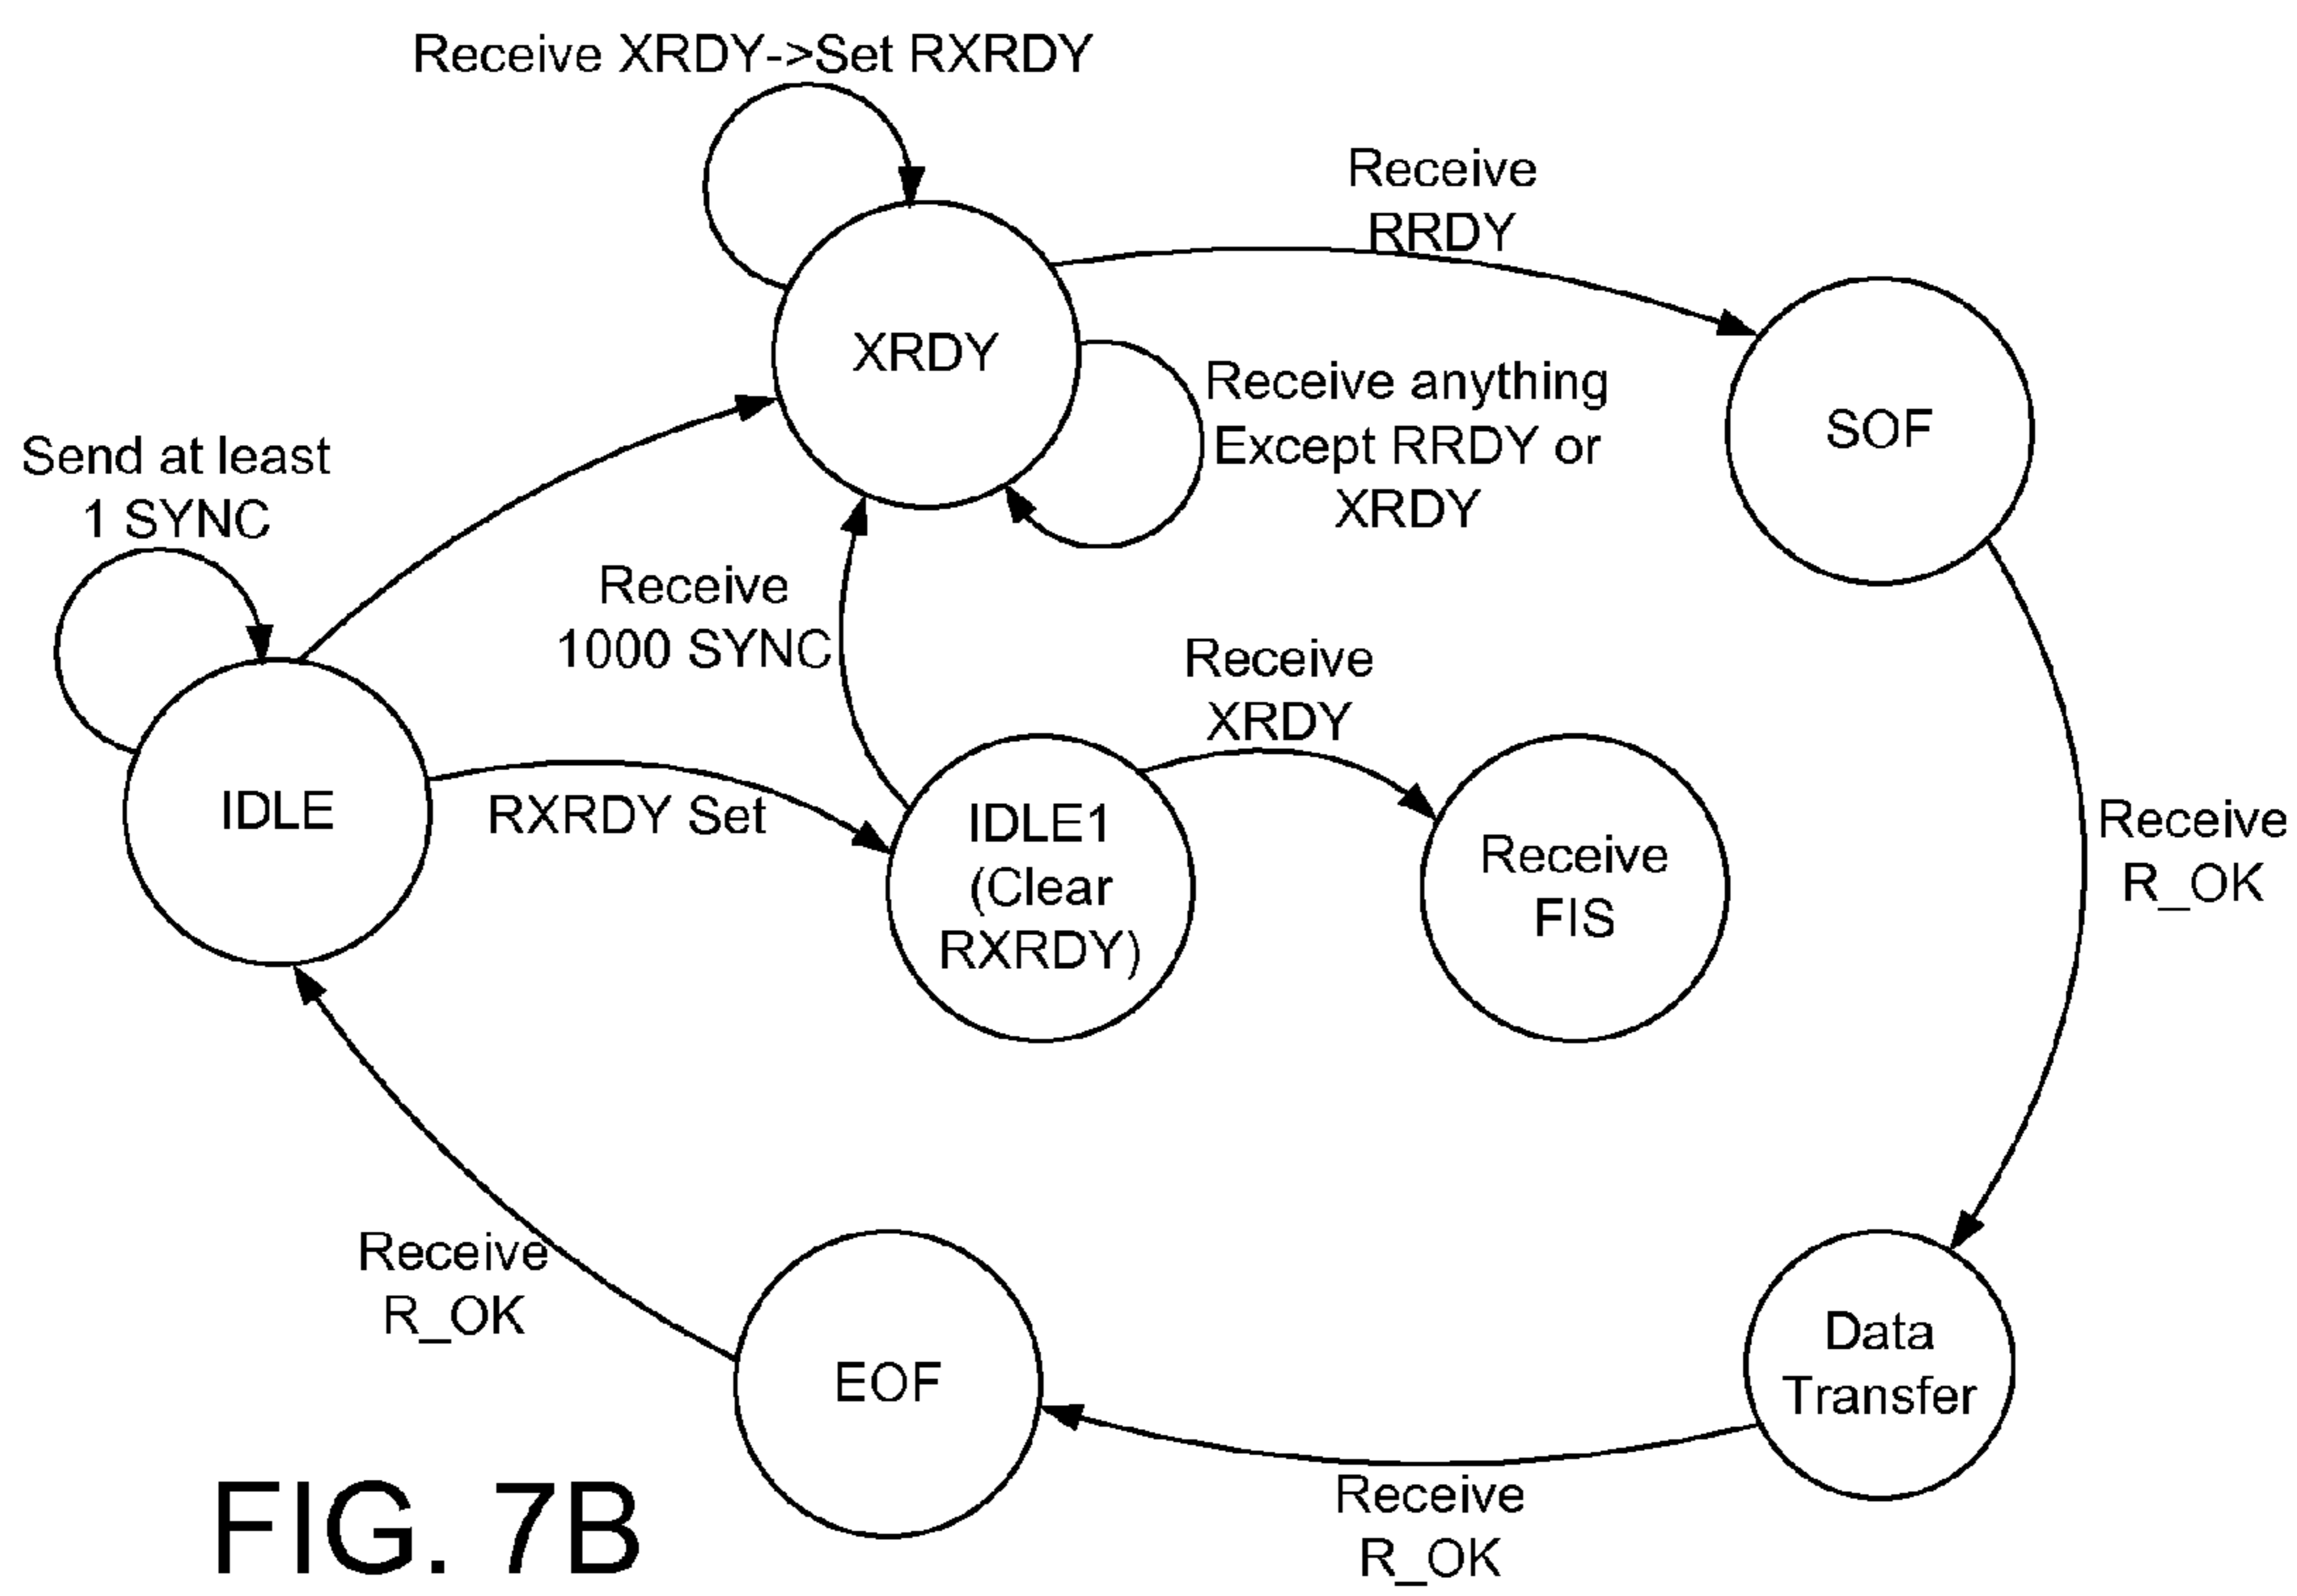 Receive XRDY->Set RXRDY
Receive
RRDY
XRDY
Receive anything
Except RRDY or
XRDY
SOF
Send at least
1 SYNC
Receive
1000 SYNC
Receive
XRDY
IDLE
RXRDY Set
IDLE1
(Clear
RXRDY)
Receive
FIS
Receive
R_OK
Receive
R_OK
EOF
Data
Transfer
Receive
R_OK
FIG. 7B